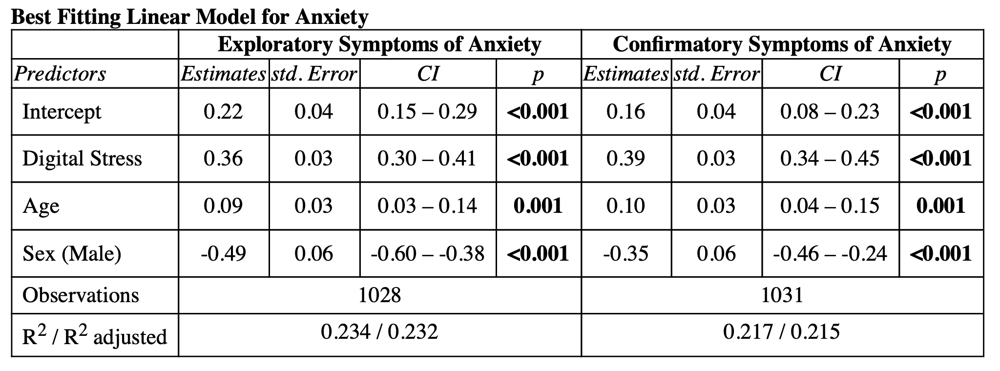 Best Fitting Linear Model for Anxiety
Exploratory Symptoms of Anxiety Confirmatory Symptoms of Anxiety
Predictors Estimates std. Error CI p Estimates std. Error CI p
Intercept 0.22 0.04 0.15 – 0.29 <0.001 0.16 0.04 0.08 – 0.23 <0.001
Digital Stress 0.36 0.03 0.30 – 0.41 <0.001 0.39 0.03 0.34 – 0.45 <0.001
Age 0.09 0.03 0.03 – 0.14 0.001 0.10 0.03 0.04 – 0.15 0.001
Sex (Male) -0.49 0.06 -0.60 – -0.38 <0.001 -0.35 0.06 -0.46 – -0.24 <0.001
Observations 1028 1031
R² / R² adjusted 0.234 / 0.232 0.217 / 0.215